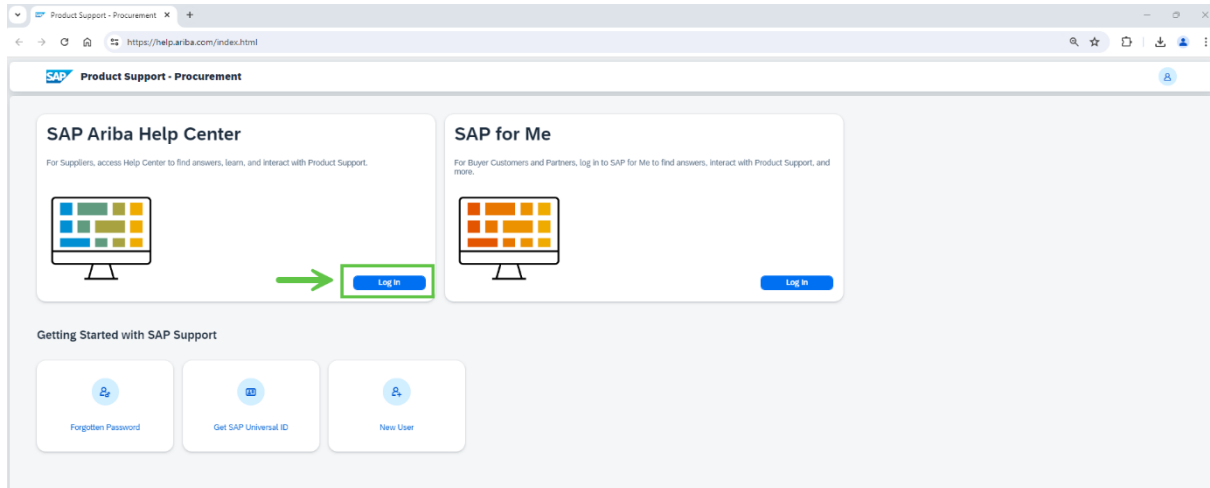 Product Support - Procurement
https://help.ariba.com/index.html
SAP Product Support - Procurement
SAP Ariba Help Center
For Suppliers, access Help Center to find answers, learn, and interact with Product Support.
Log In
SAP for Me
For Buyer Customers and Partners, log in to SAP for Me to find answers, interact with Product Support, and
more.
Log In
Getting Started with SAP Support
Forgotten Password
Get SAP Universal ID
New User